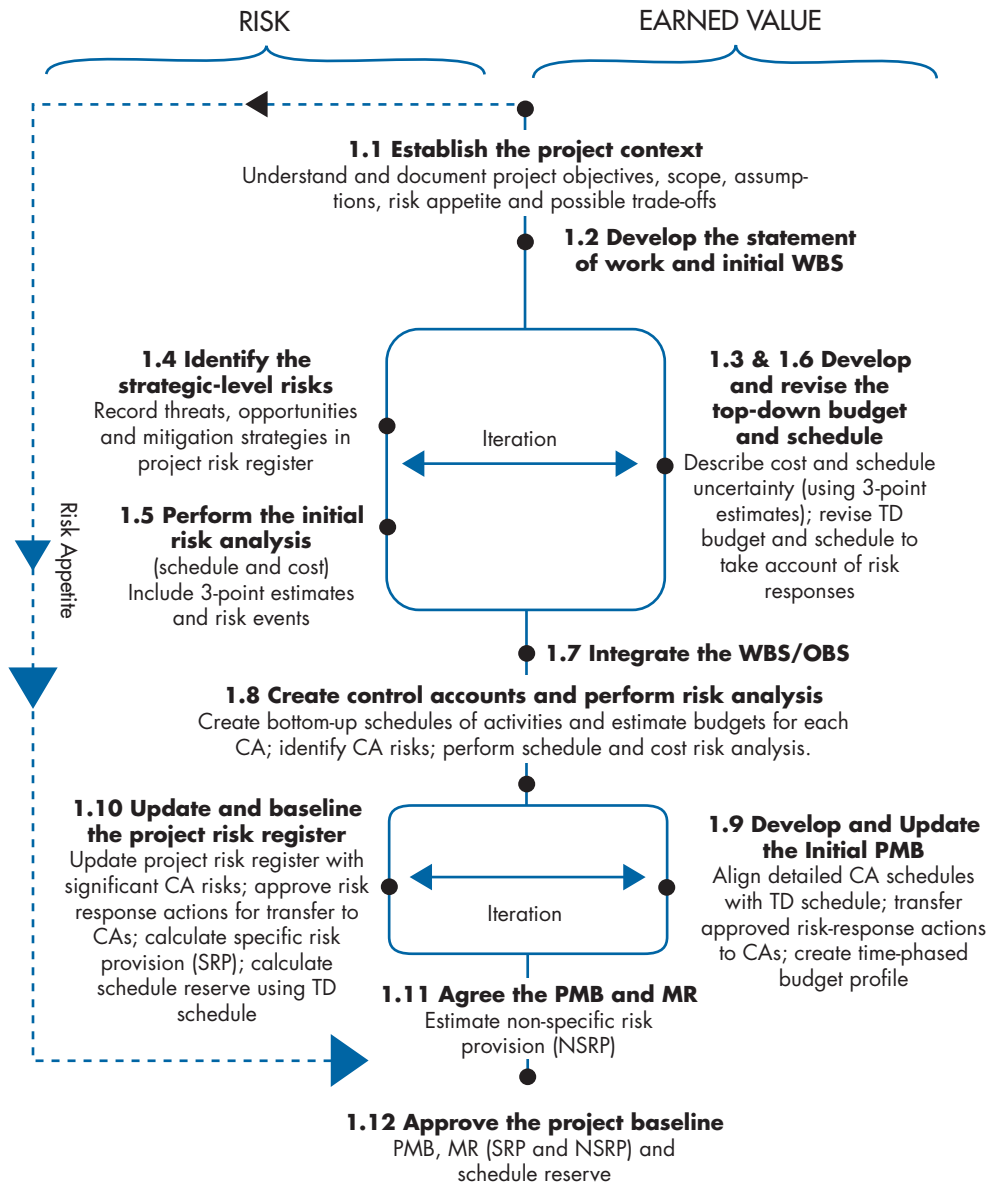 RISK
EARNED VALUE
1.1 Establish the project context
Understand and document project objectives, scope, assump-
tions, risk appetite and possible trade-offs
1.2 Develop the statement
of work and initial WBS
1.4 Identify the
strategic-level risks
Record threats, opportunities
and mitigation strategies in
project risk register
Iteration
1.3 & 1.6 Develop
and revise the
top-down budget
and schedule
Describe cost and schedule
uncertainty (using 3-point
estimates); revise TD
budget and schedule to
take account of risk
responses
1.5 Perform the initial
risk analysis
(schedule and cost)
Include 3-point estimates
and risk events
Risk Appetite
1.7 Integrate the WBS/OBS
1.8 Create control accounts and perform risk analysis
Create bottom-up schedules of activities and estimate budgets for each
CA; identify CA risks; perform schedule and cost risk analysis.
1.10 Update and baseline
the project risk register
Update project risk register with
significant CA risks; approve risk
response actions for transfer to
CAs; calculate specific risk
provision (SRP); calculate
schedule reserve using TD
schedule
Iteration
1.9 Develop and Update
the Initial PMB
Align detailed CA schedules
with TD schedule; transfer
approved risk-response actions
to CAs; create time-phased
budget profile
1.11 Agree the PMB and MR
Estimate non-specific risk
provision (NSRP)
1.12 Approve the project baseline
PMB, MR (SRP and NSRP) and
schedule reserve